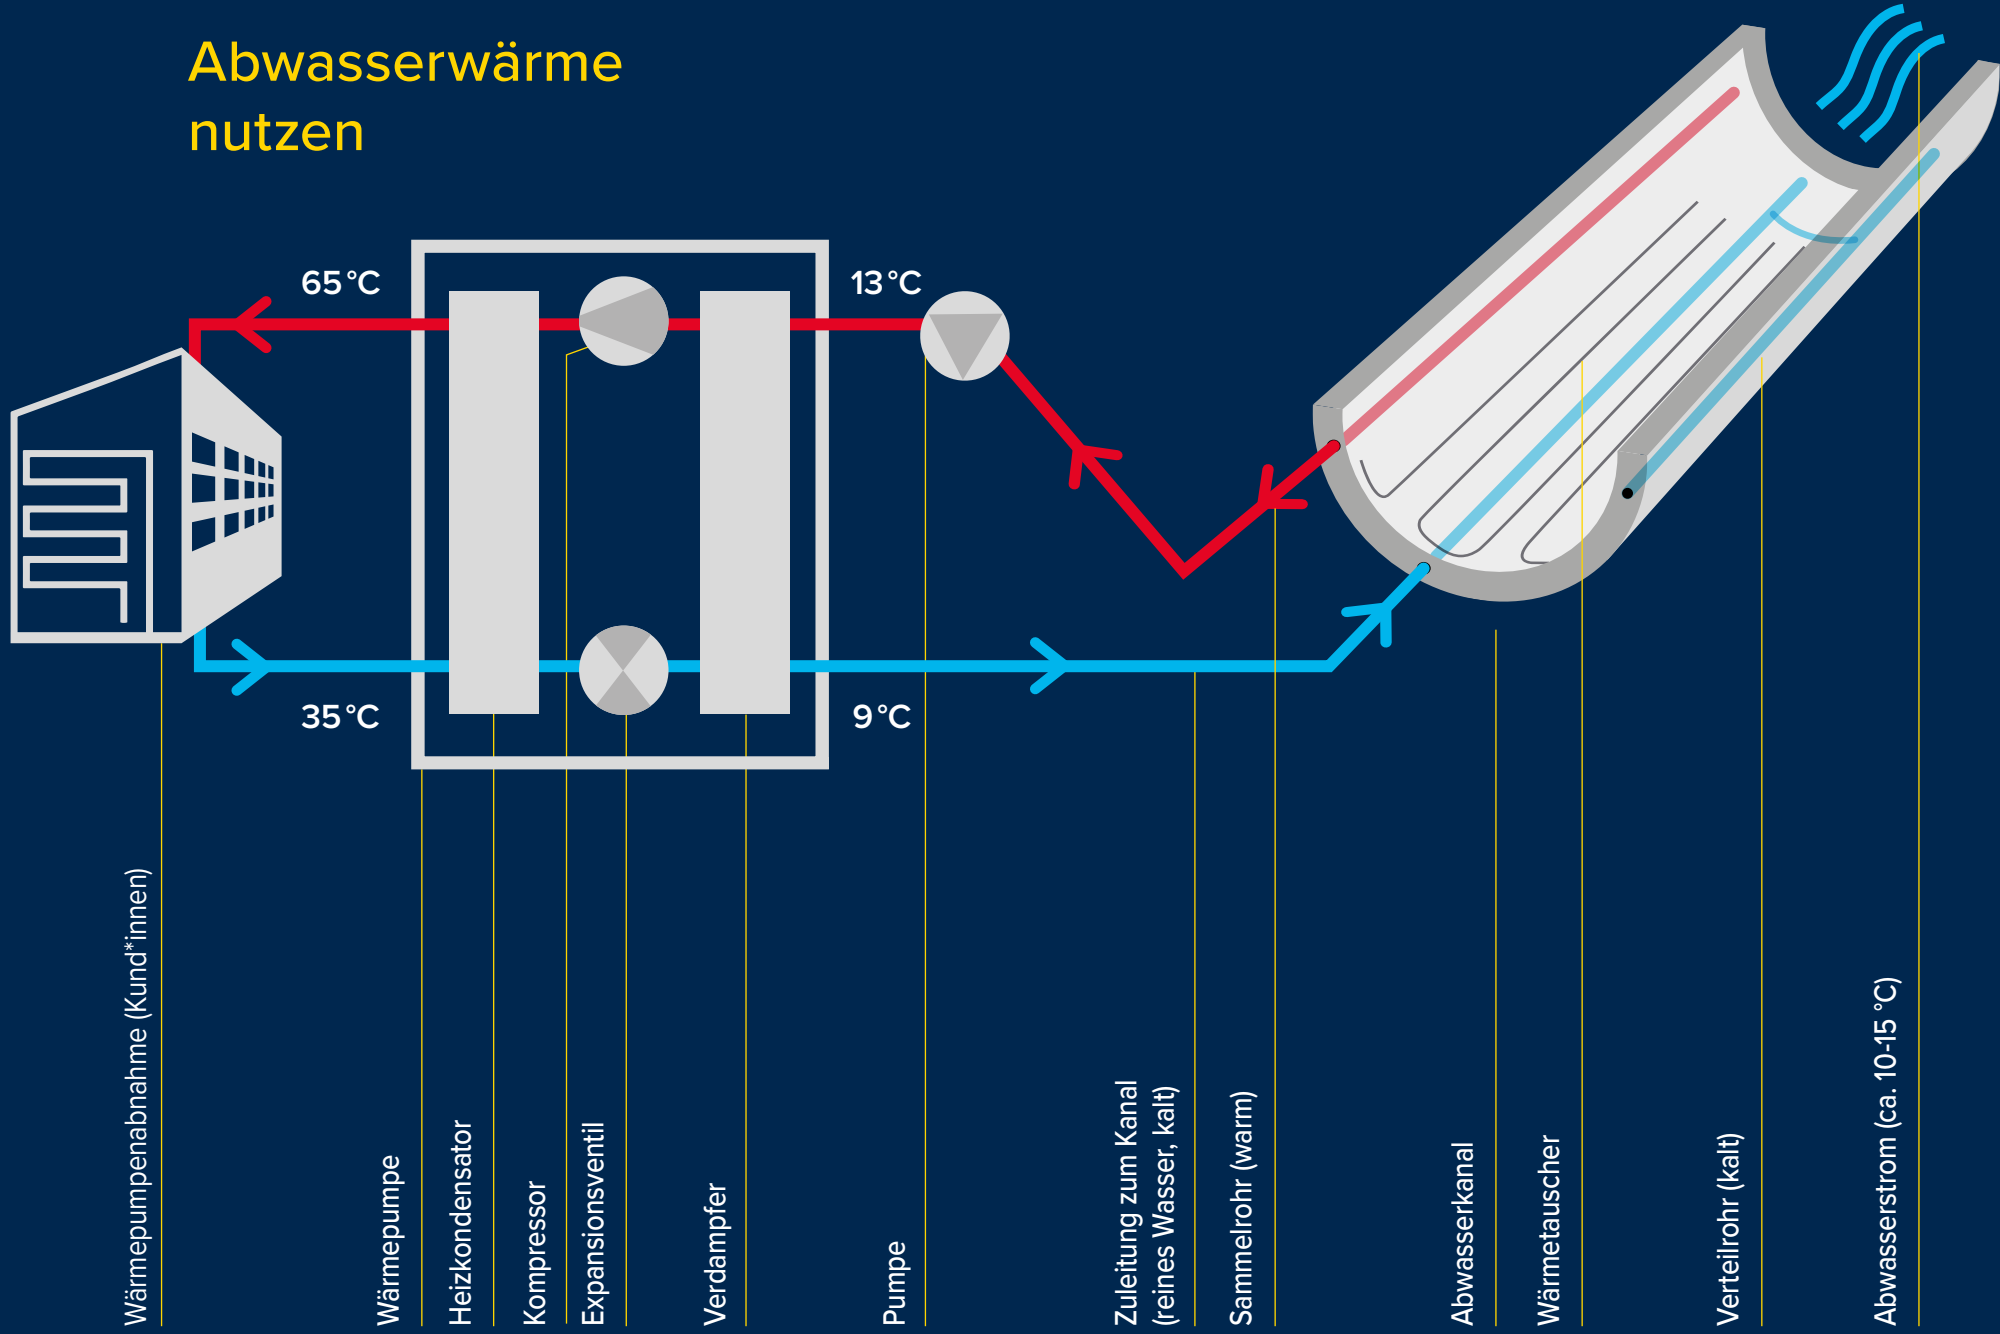 Abwasserwärme
nutzen
65 °C
13 °C
35 °C
9 °C
Wärmepumpenabnahme (Kund*innen)
Wärmepumpe
Heizkondensator
Kompressor
Expansionsventil
Verdampfer
Pumpe
Zuleitung zum Kanal
(reines Wasser, kalt)
Sammelrohr (warm)
Abwasserkanal
Wärmetauscher
Verteilrohr (kalt)
Abwasserstrom (ca. 10-15 °C)